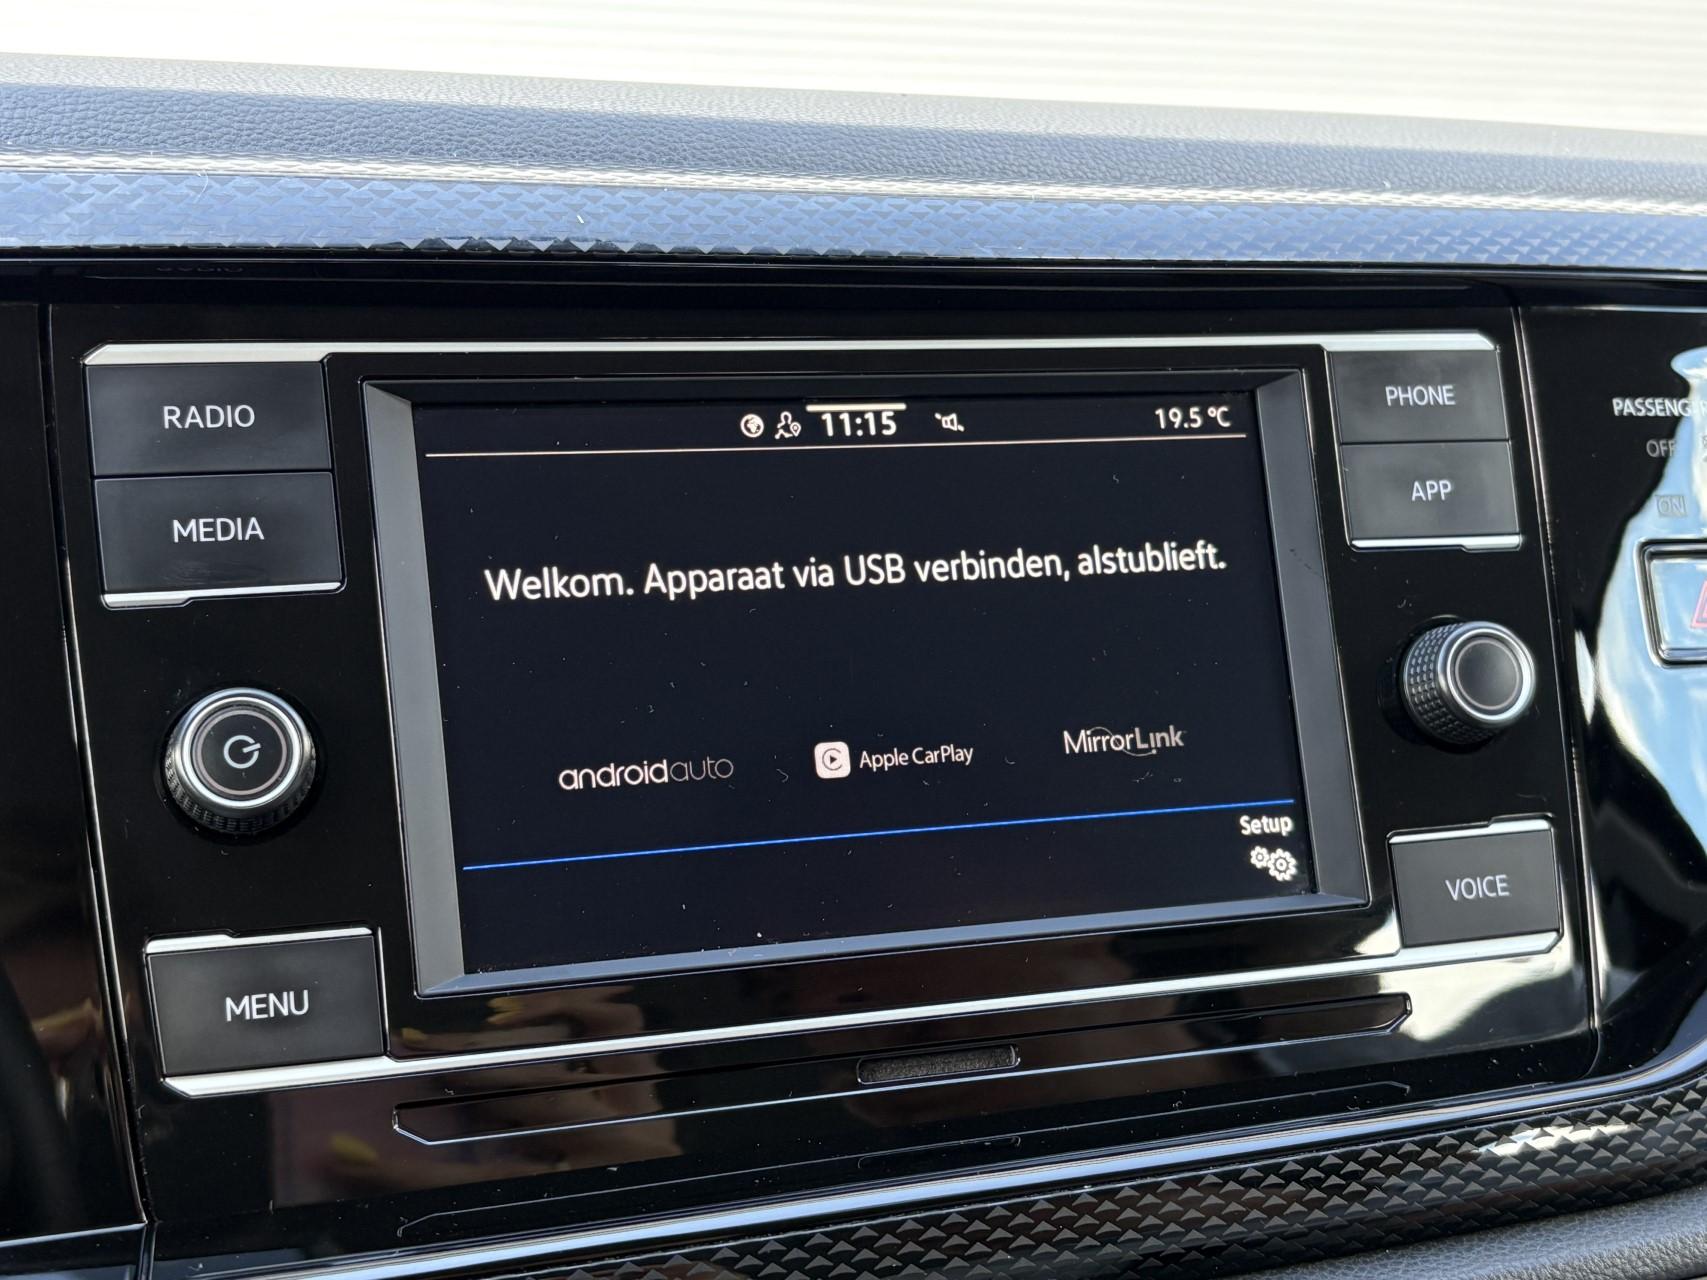 RADIO
MEDIA
MENU
11:15
19.5 °C
Welkom. Apparaat via USB verbinden, alstublieft.
androidauto
Apple CarPlay
MirrorLink
Setup
PHONE
APP
VOICE
OFF
ON